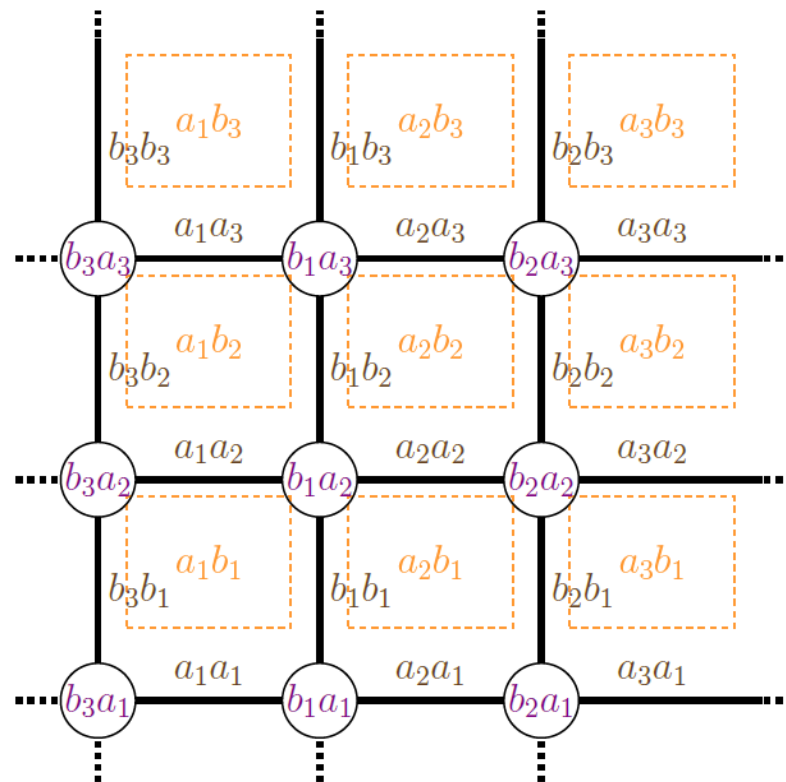 a₁b₃ a₂b₃ a₃b₃
b₃b₃ b₁b₃ b₂b₃
a₁a₃ a₂a₃ a₃a₃
b₃a₃ b₁a₃ b₂a₃
a₁b₂ a₂b₂ a₃b₂
b₃b₂ b₁b₂ b₂b₂
a₁a₂ a₂a₂ a₃a₂
b₃a₂ b₁a₂ b₂a₂
a₁b₁ a₂b₁ a₃b₁
b₃b₁ b₁b₁ b₂b₁
a₁a₁ a₂a₁ a₃a₁
b₃a₁ b₁a₁ b₂a₁